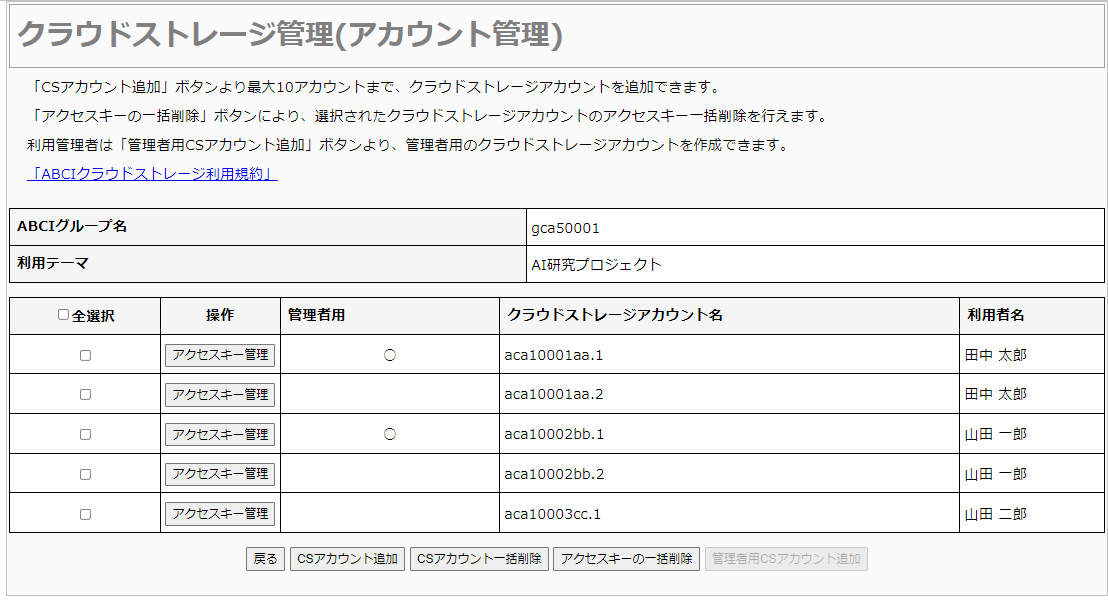 クラウドストレージ管理(アカウント管理)
「CSアカウント追加」ボタンより最大10アカウントまで、クラウドストレージアカウントを追加できます。
「アクセスキーの一括削除」ボタンにより、選択されたクラウドストレージアカウントのアクセスキー一括削除を行えます。
利用管理者は「管理者用CSアカウント追加」ボタンより、管理者用のクラウドストレージアカウントを作成できます。
「ABCIクラウドストレージ利用規約」
ABCIグループ名 gca50001
利用テーマ AI研究プロジェクト
全選択 操作 管理者用 クラウドストレージアカウント名 利用者名
アクセスキー管理 ○ aca10001aa.1 田中 太郎
アクセスキー管理 aca10001aa.2 田中 太郎
アクセスキー管理 ○ aca10002bb.1 山田 一郎
アクセスキー管理 aca10002bb.2 山田 一郎
アクセスキー管理 aca10003cc.1 山田 二郎
戻る CSアカウント追加 CSアカウント一括削除 アクセスキーの一括削除 管理者用CSアカウント追加